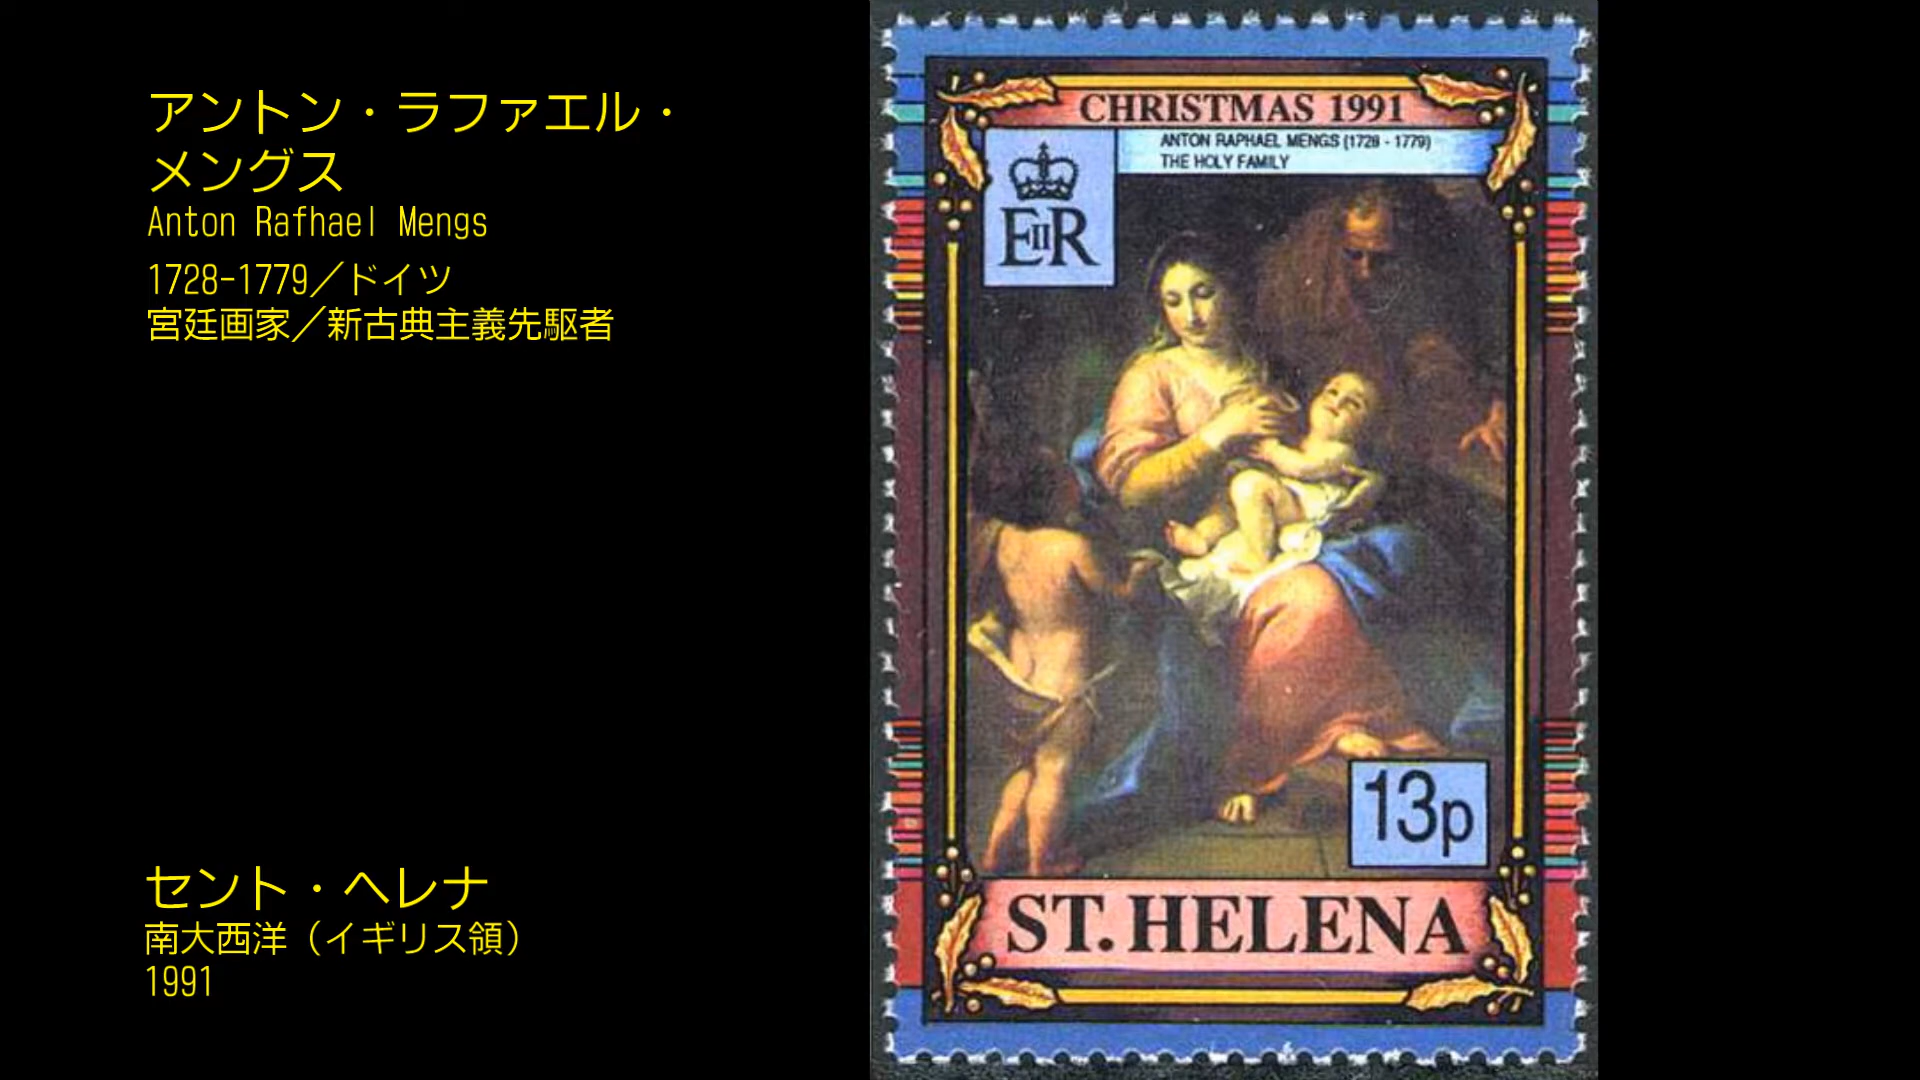 アントン・ラファエル・
メングス
Anton Rafhael Mengs
1728-1779／ドイツ
宮廷画家／新古典主義先駆者
セント・ヘレナ
南大西洋（イギリス領）
1991
CHRISTMAS 1991
ANTON RAPHAEL MENGS (1728 - 1779)
THE HOLY FAMILY
EIIR
13p
ST. HELENA